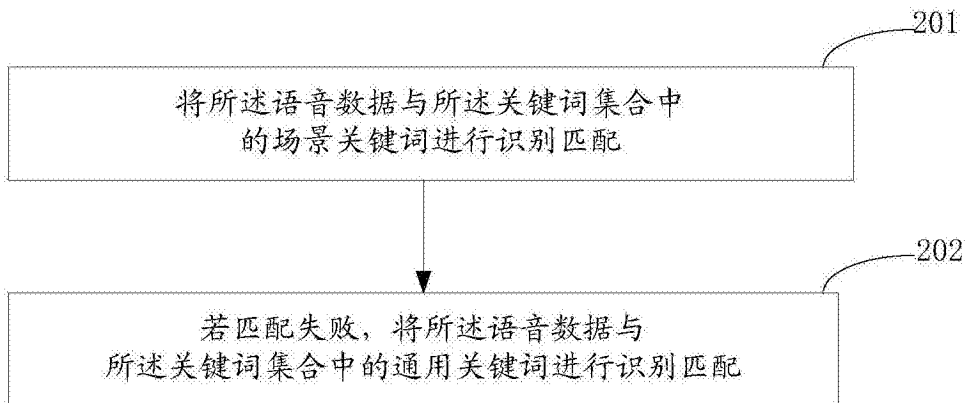 201
将所述语音数据与所述关键词集合中
的场景关键词进行识别匹配
202
若匹配失败，将所述语音数据与
所述关键词集合中的通用关键词进行识别匹配